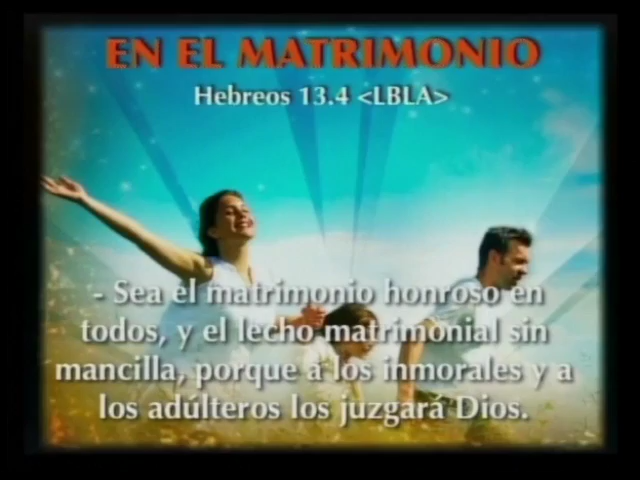 EN EL MATRIMONIO
Hebreos 13.4 <LBLA>
- Sea el matrimonio honroso en
todos, y el lecho matrimonial sin
mancilla, porque a los inmorales y a
los adúlteros los juzgará Dios.